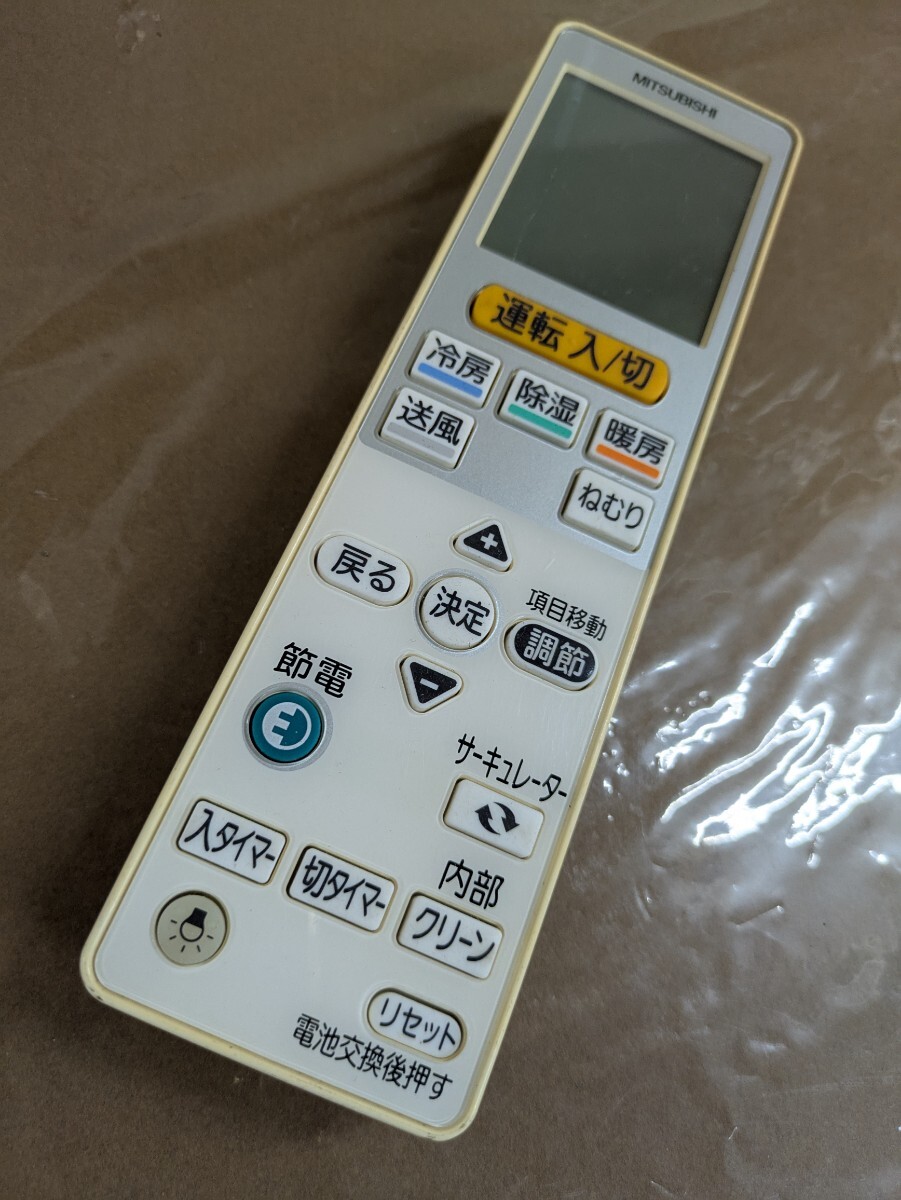 MITSUBISHI
運転 入/切
冷房
除湿
暖房
送風
ねむり
+
戻る
決定
項目移動
調節
-
節電
サーキュレーター
入タイマー
切タイマー
内部
クリーン
リセット
電池交換後押す